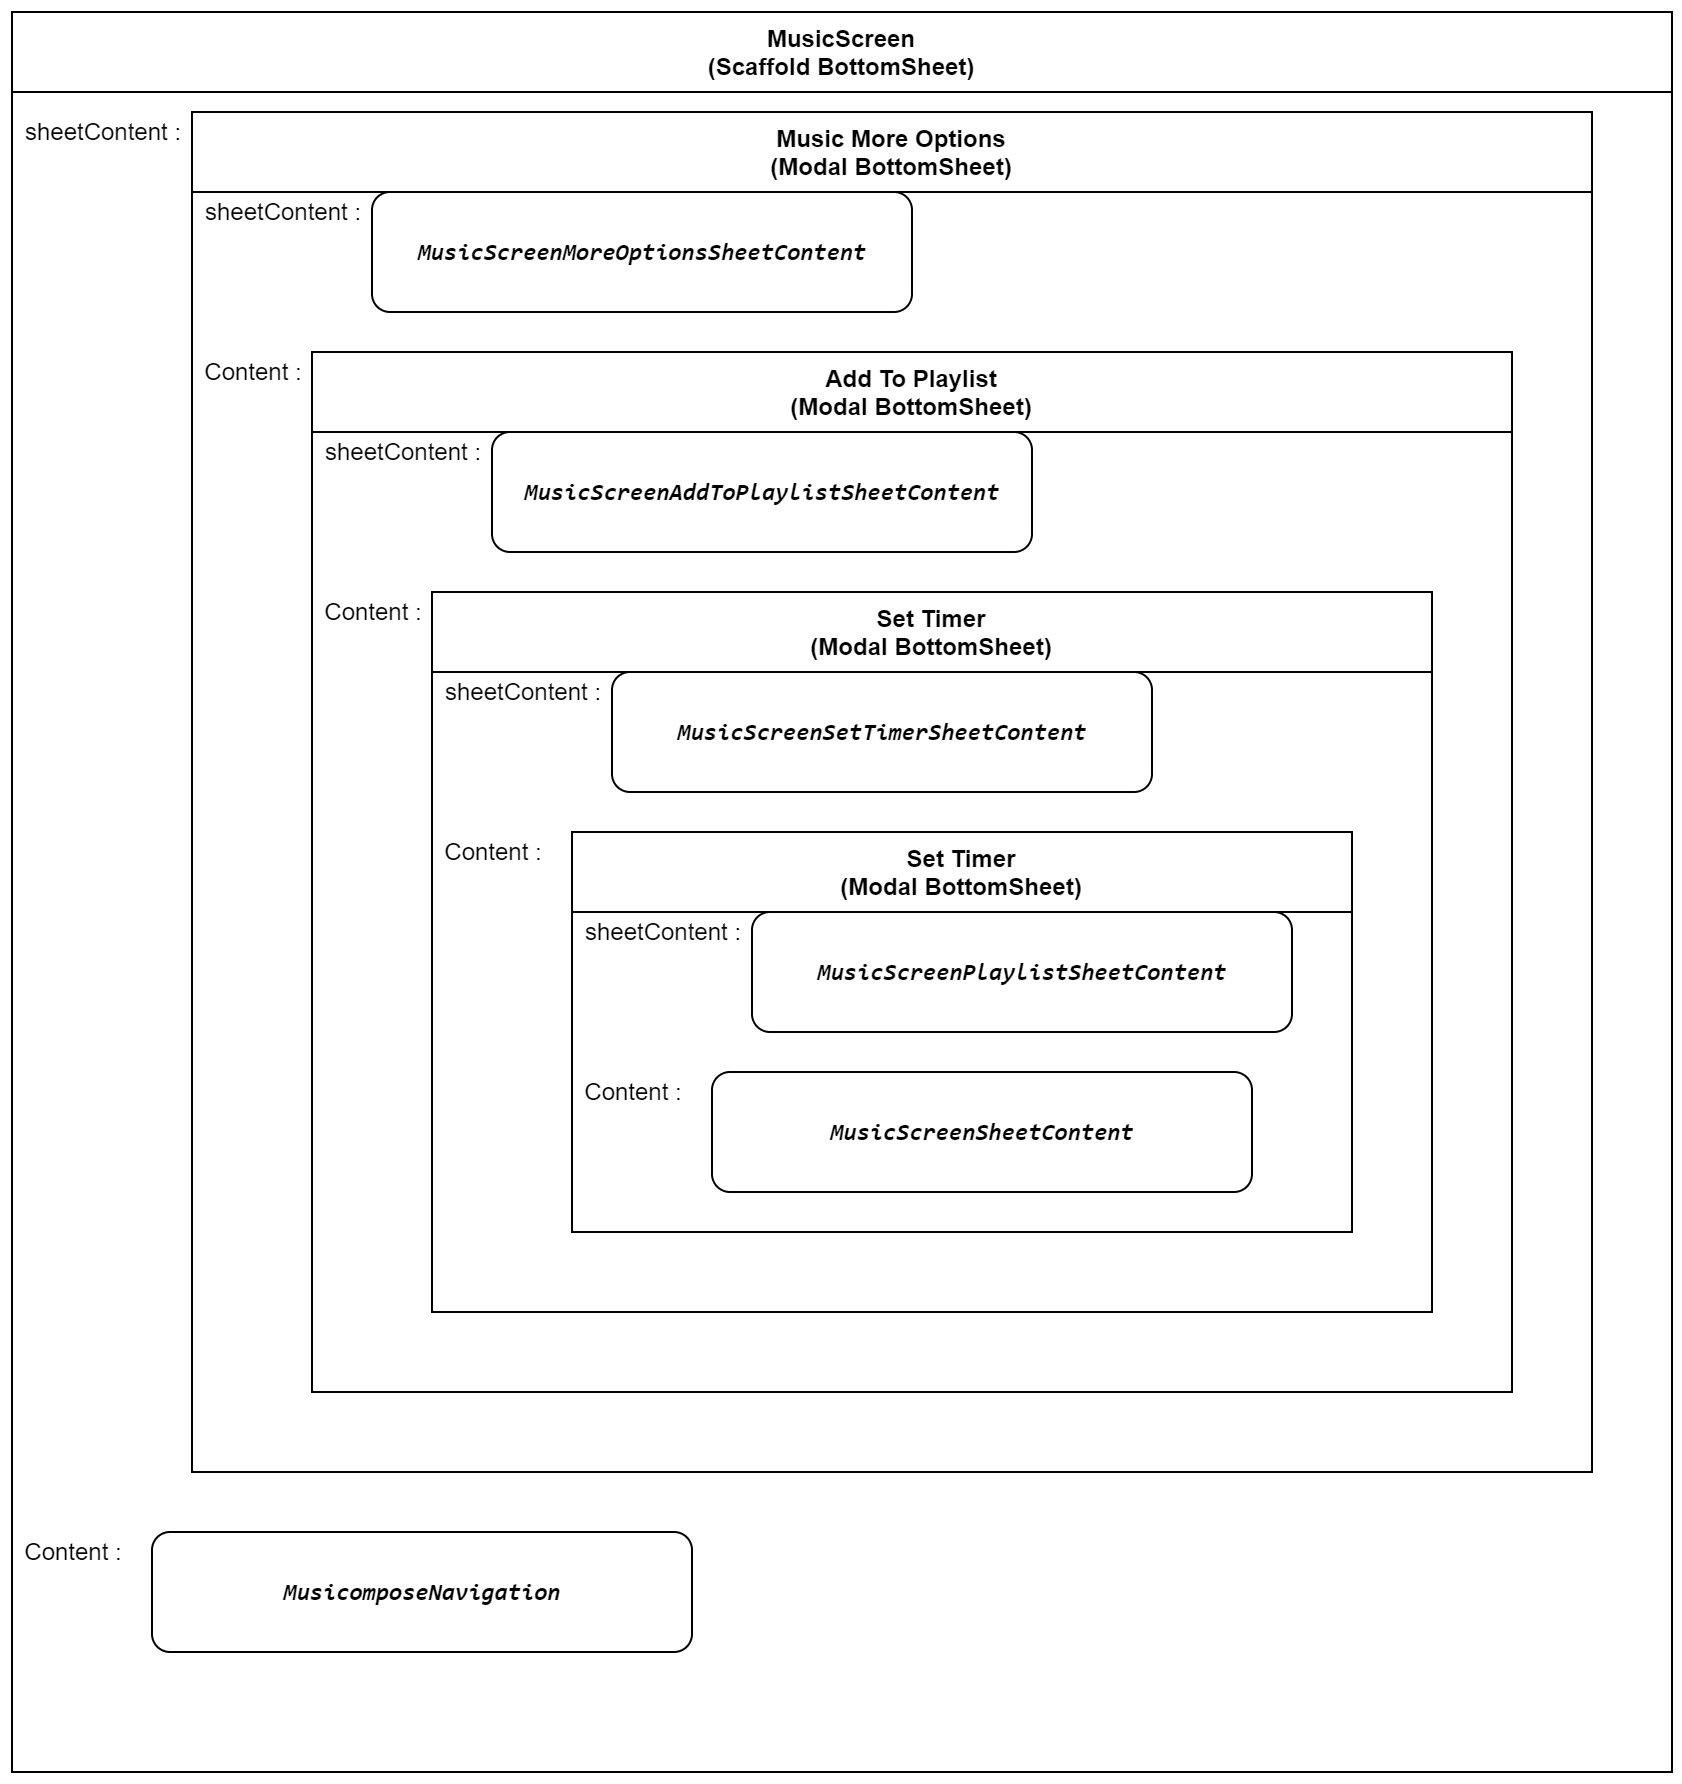 MusicScreen
(Scaffold BottomSheet)
sheetContent :
Music More Options
(Modal BottomSheet)
sheetContent :
MusicScreenMoreOptionsSheetContent
Content :
Add To Playlist
(Modal BottomSheet)
sheetContent :
MusicScreenAddToPlaylistSheetContent
Content :
Set Timer
(Modal BottomSheet)
sheetContent :
MusicScreenSetTimerSheetContent
Content :
Set Timer
(Modal BottomSheet)
sheetContent :
MusicScreenPlaylistSheetContent
Content :
MusicScreenSheetContent
Content :
MusicomposeNavigation